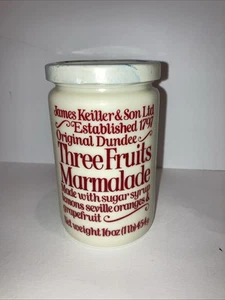 James Keiller & Son Ltd
Established 1797
Original Dundee
Three Fruits
Marmalade
Made with sugar syrup
lemons seville oranges &
grapefruit
net weight 16oz (1lb) 454g